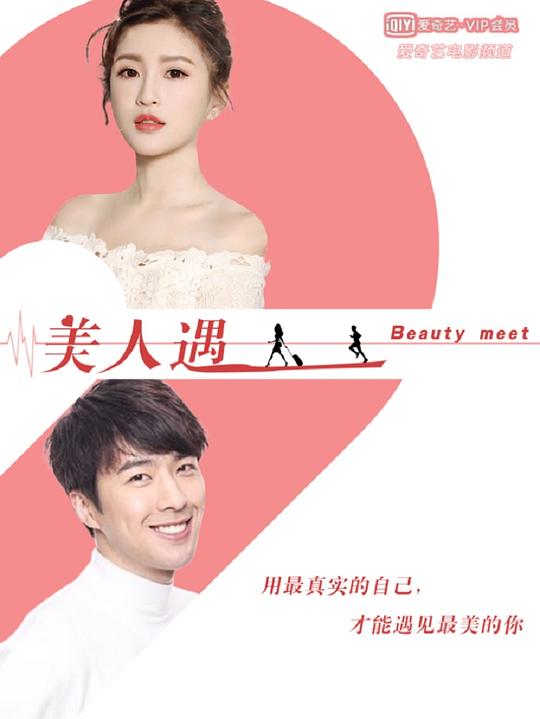 iQIYI 爱奇艺·VIP会员
爱奇艺电影频道
美人遇
Beauty meet
用最真实的自己，
才能遇见最美的你